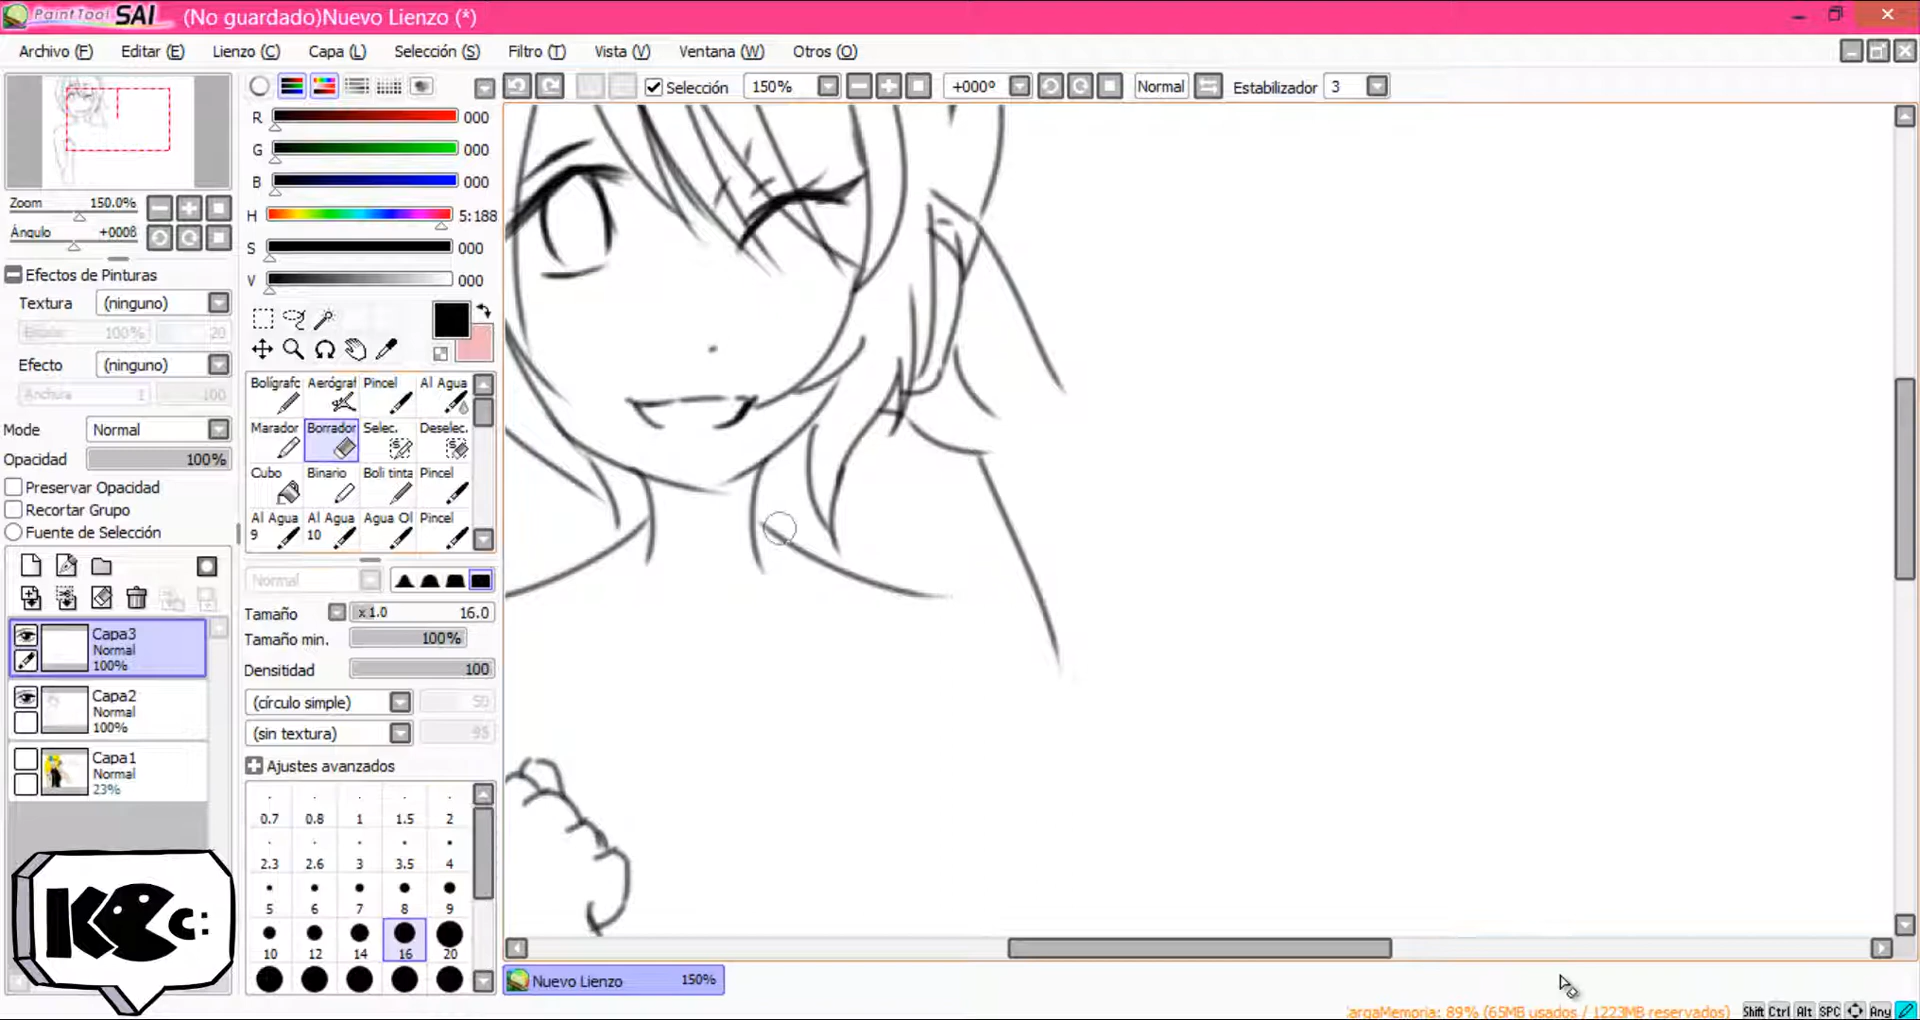 PaintTool SAI (No guardado)Nuevo Lienzo (*)
Archivo (F) Editar (E) Lienzo (C) Capa (L) Selección (S) Filtro (T) Vista (V) Ventana (W) Otros (O)
Selección 150% +000º Normal Estabilizador 3
R 000
G 000
B 000
H 5:188
S 000
V 000
Zoom 150.0%
Ángulo +0008
Efectos de Pinturas
Textura (ninguno)
100% 20
Efecto (ninguno)
Anchura 1 100
Mode Normal
Opacidad 100%
Preservar Opacidad
Recortar Grupo
Fuente de Selección
Capa3
Normal
100%
Capa2
Normal
100%
Capa1
Normal
23%
KC c:
Bolígrafc Aerógraf Pincel Al Agua
Marador Borrador Selec. Deselec.
Cubo Binario Boli tinta Pincel
Al Agua 9 Al Agua 10 Agua Ol Pincel
Normal
Tamaño x 1.0 16.0
Tamaño min. 100%
Densitidad 100
(círculo simple) 50
(sin textura) 95
Ajustes avanzados
0.7 0.8 1 1.5 2
2.3 2.6 3 3.5 4
5 6 7 8 9
10 12 14 16 20
Nuevo Lienzo 150%
argaMemoria: 89% (65MB usados / 1223MB reservados) Shift Ctrl Alt SPC Any